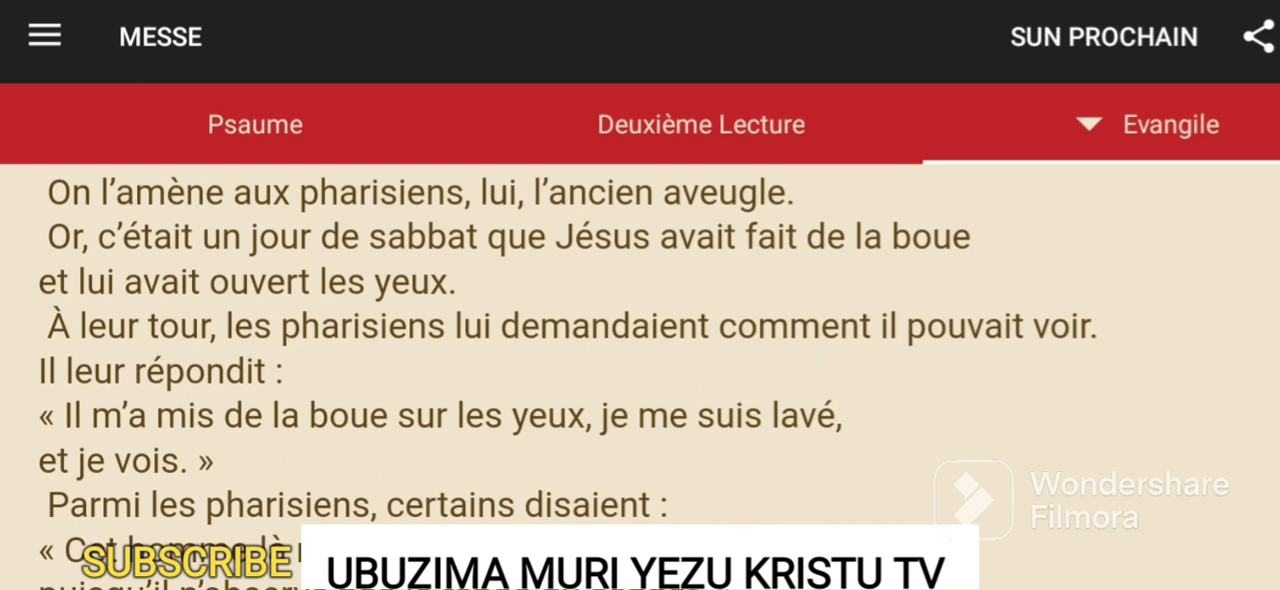 MESSE
SUN PROCHAIN
Psaume
Deuxième Lecture
Evangile
On l’amène aux pharisiens, lui, l’ancien aveugle.
Or, c’était un jour de sabbat que Jésus avait fait de la boue
et lui avait ouvert les yeux.
À leur tour, les pharisiens lui demandaient comment il pouvait voir.
Il leur répondit :
« Il m’a mis de la boue sur les yeux, je me suis lavé,
et je vois. »
Parmi les pharisiens, certains disaient :
Wondershare
Filmora
«
SUBSCRIBE
UBUZIMA MURI YEZU KRISTU TV